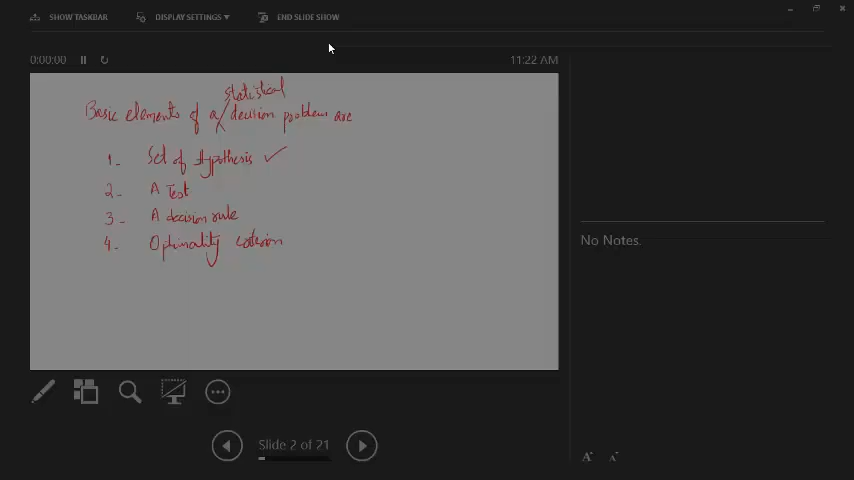 SHOW TASKBAR DISPLAY SETTINGS ▼ END SLIDE SHOW
0:00:00 11:22 AM
statistical
Basic elements of a decision problem are
1- Set of Hypothesis ✓
2- A Test
3- A decision rule
4- Optimality criterion
No Notes.
Slide 2 of 21
A A